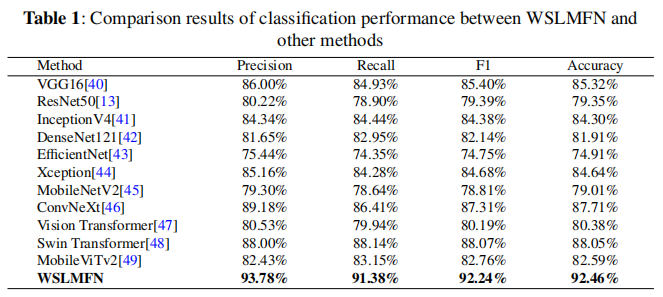 Table 1: Comparison results of classification performance between WSLMFN and
other methods
Method Precision Recall F1 Accuracy
VGG16[40] 86.00% 84.93% 85.40% 85.32%
ResNet50[13] 80.22% 78.90% 79.39% 79.35%
InceptionV4[41] 84.34% 84.44% 84.38% 84.30%
DenseNet121[42] 81.65% 82.95% 82.14% 81.91%
EfficientNet[43] 75.44% 74.35% 74.75% 74.91%
Xception[44] 85.16% 84.28% 84.68% 84.64%
MobileNetV2[45] 79.30% 78.64% 78.81% 79.01%
ConvNeXt[46] 89.18% 86.41% 87.31% 87.71%
Vision Transformer[47] 80.53% 79.94% 80.19% 80.38%
Swin Transformer[48] 88.00% 88.14% 88.07% 88.05%
MobileViTv2[49] 82.43% 83.15% 82.76% 82.59%
WSLMFN 93.78% 91.38% 92.24% 92.46%